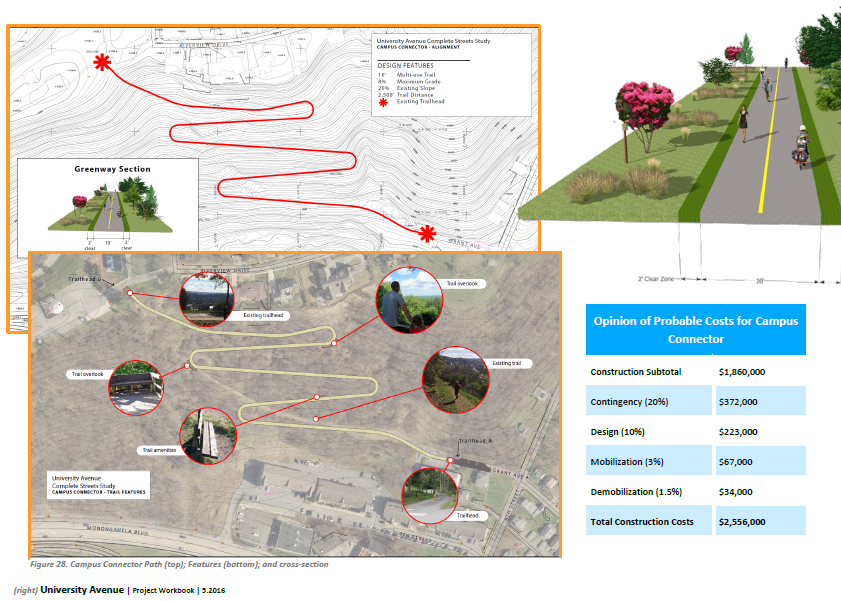 RIVERVIEW DRIVE
University Avenue Complete Streets Study
CAMPUS CONNECTOR - ALIGNMENT
DESIGN FEATURES
10' Multi-use Trail
8% Maximum Grade
20% Existing Slope
2,500' Trail Distance
Existing Trailhead
Greenway Section
2' 10' 2'
clear clear
GRANT AVE
2' Clear Zone
10'
RIVERVIEW DRIVE
Trailhead
Trail overlook
Existing trailhead
Existing trail
Trail overlook
Trail amenities
Trailhead
GRANT AVE
University Avenue
Complete Streets Study
CAMPUS CONNECTOR - TRAIL FEATURES
Trailhead
MONONGAHELA BLVD
Opinion of Probable Costs for Campus
Connector
Construction Subtotal $1,860,000
Contingency (20%) $372,000
Design (10%) $223,000
Mobilization (3%) $67,000
Demobilization (1.5%) $34,000
Total Construction Costs $2,556,000
Figure 28. Campus Connector Path (top); Features (bottom); and cross-section
(right) University Avenue | Project Workbook | 5.2016